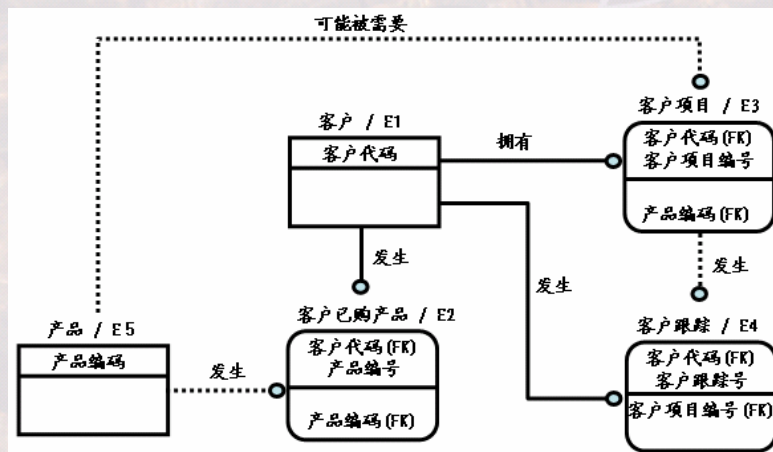 可能被需要
客户项目 / E3
客户 / E1
客户代码(FK)
客户项目编号
客户代码
拥有
产品编码(FK)
发生
发生
发生
客户已购产品 / E2
客户跟踪 / E4
产品 / E5
客户代码(FK)
产品编号
客户代码(FK)
客户跟踪号
产品编码
发生
产品编码(FK)
客户项目编号(FK)